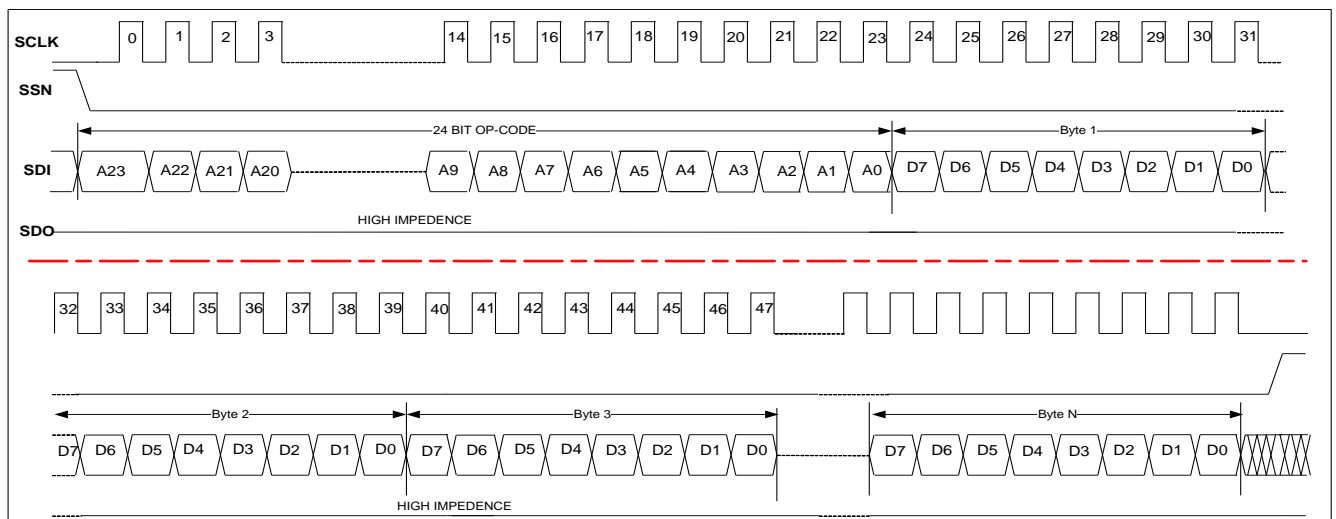 SCLK 0 1 2 3 14 15 16 17 18 19 20 21 22 23 24 25 26 27 28 29 30 31
SSN
24 BIT OP-CODE Byte 1
SDI A23 A22 A21 A20 A9 A8 A7 A6 A5 A4 A3 A2 A1 A0 D7 D6 D5 D4 D3 D2 D1 D0
HIGH IMPEDENCE
SDO
32 33 34 35 36 37 38 39 40 41 42 43 44 45 46 47
Byte 2 Byte 3 Byte N
D7 D6 D5 D4 D3 D2 D1 D0 D7 D6 D5 D4 D3 D2 D1 D0 D7 D6 D5 D4 D3 D2 D1 D0
HIGH IMPEDENCE